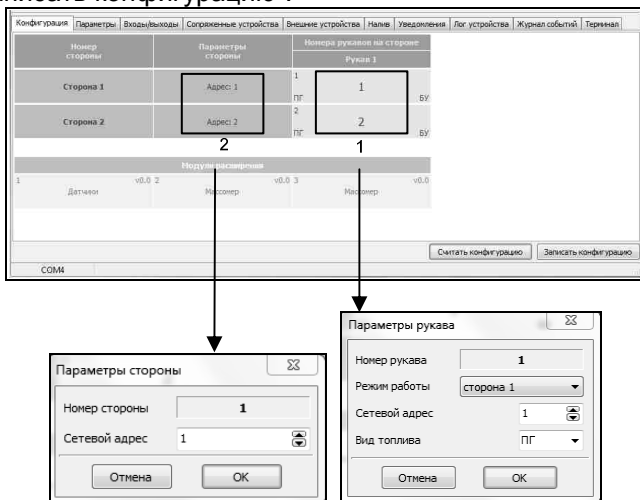 писать конфигурацию".
Конфигурация Параметры Входы/выходы Сопряженные устройства Внешние устройства Налив Уведомления Лог устройства Журнал событий Терминал
Номер стороны
Параметры стороны
Номера рукавов на стороне
Рукав 1
Сторона 1
Адрес: 1
1
1
ПГ
БУ
Сторона 2
Адрес: 2
2
2
ПГ
БУ
2
1
Модули расширения
1 v0.0 2 v0.0 3 v0.0
Датчики Массомер Массомер
Считать конфигурацию Записать конфигурацию
COM4
Параметры рукава
Номер рукава 1
Режим работы сторона 1
Сетевой адрес 1
Вид топлива ПГ
Отмена OK
Параметры стороны
Номер стороны 1
Сетевой адрес 1
Отмена OK